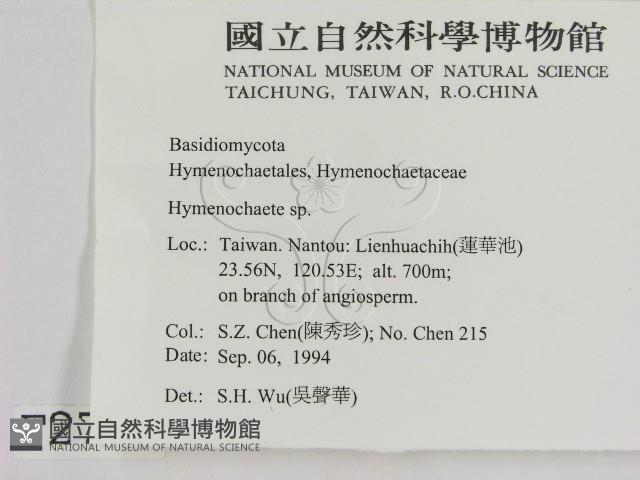 國立自然科學博物館
NATIONAL MUSEUM OF NATURAL SCIENCE
TAICHUNG, TAIWAN, R.O.CHINA
Basidiomycota
Hymenochaetales, Hymenochaetaceae
Hymenochaete sp.
Loc.: Taiwan. Nantou: Lienhuachih(蓮華池)
23.56N, 120.53E; alt. 700m;
on branch of angiosperm.
Col.: S.Z. Chen(陳秀珍); No. Chen 215
Date: Sep. 06, 1994
Det.: S.H. Wu(吳聲華)
國立自然科學博物館
NATIONAL MUSEUM OF NATURAL SCIENCE